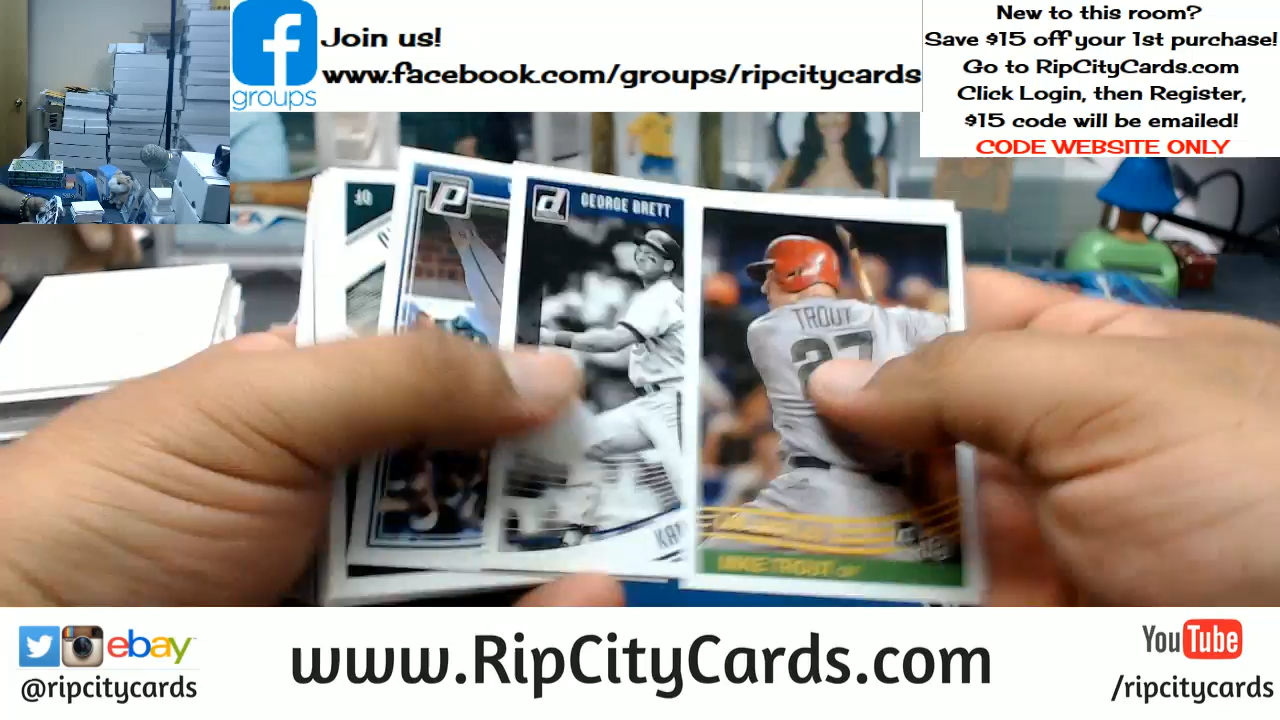 Join us!
www.facebook.com/groups/ripcitycards
groups
New to this room?
Save $15 off your 1st purchase!
Go to RipCityCards.com
Click Login, then Register,
$15 code will be emailed!
CODE WEBSITE ONLY
GEORGE BRETT
KAN
TROUT
27
MIKE TROUT
ebay
@ripcitycards
www.RipCityCards.com
YouTube
/ripcitycards